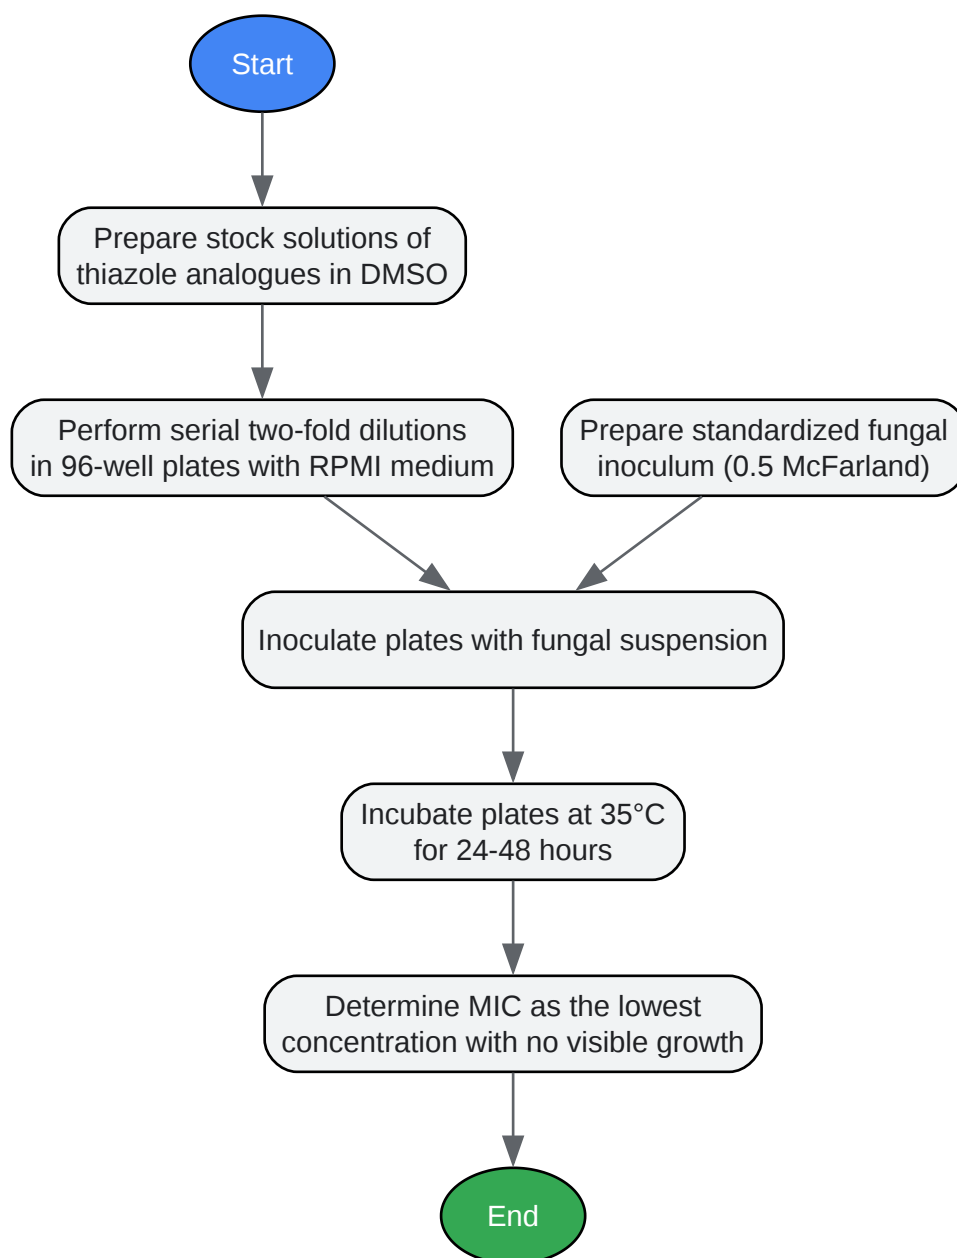 Start
Prepare stock solutions of
thiazole analogues in DMSO
Perform serial two-fold dilutions
in 96-well plates with RPMI medium
Prepare standardized fungal
inoculum (0.5 McFarland)
Inoculate plates with fungal suspension
Incubate plates at 35°C
for 24-48 hours
Determine MIC as the lowest
concentration with no visible growth
End